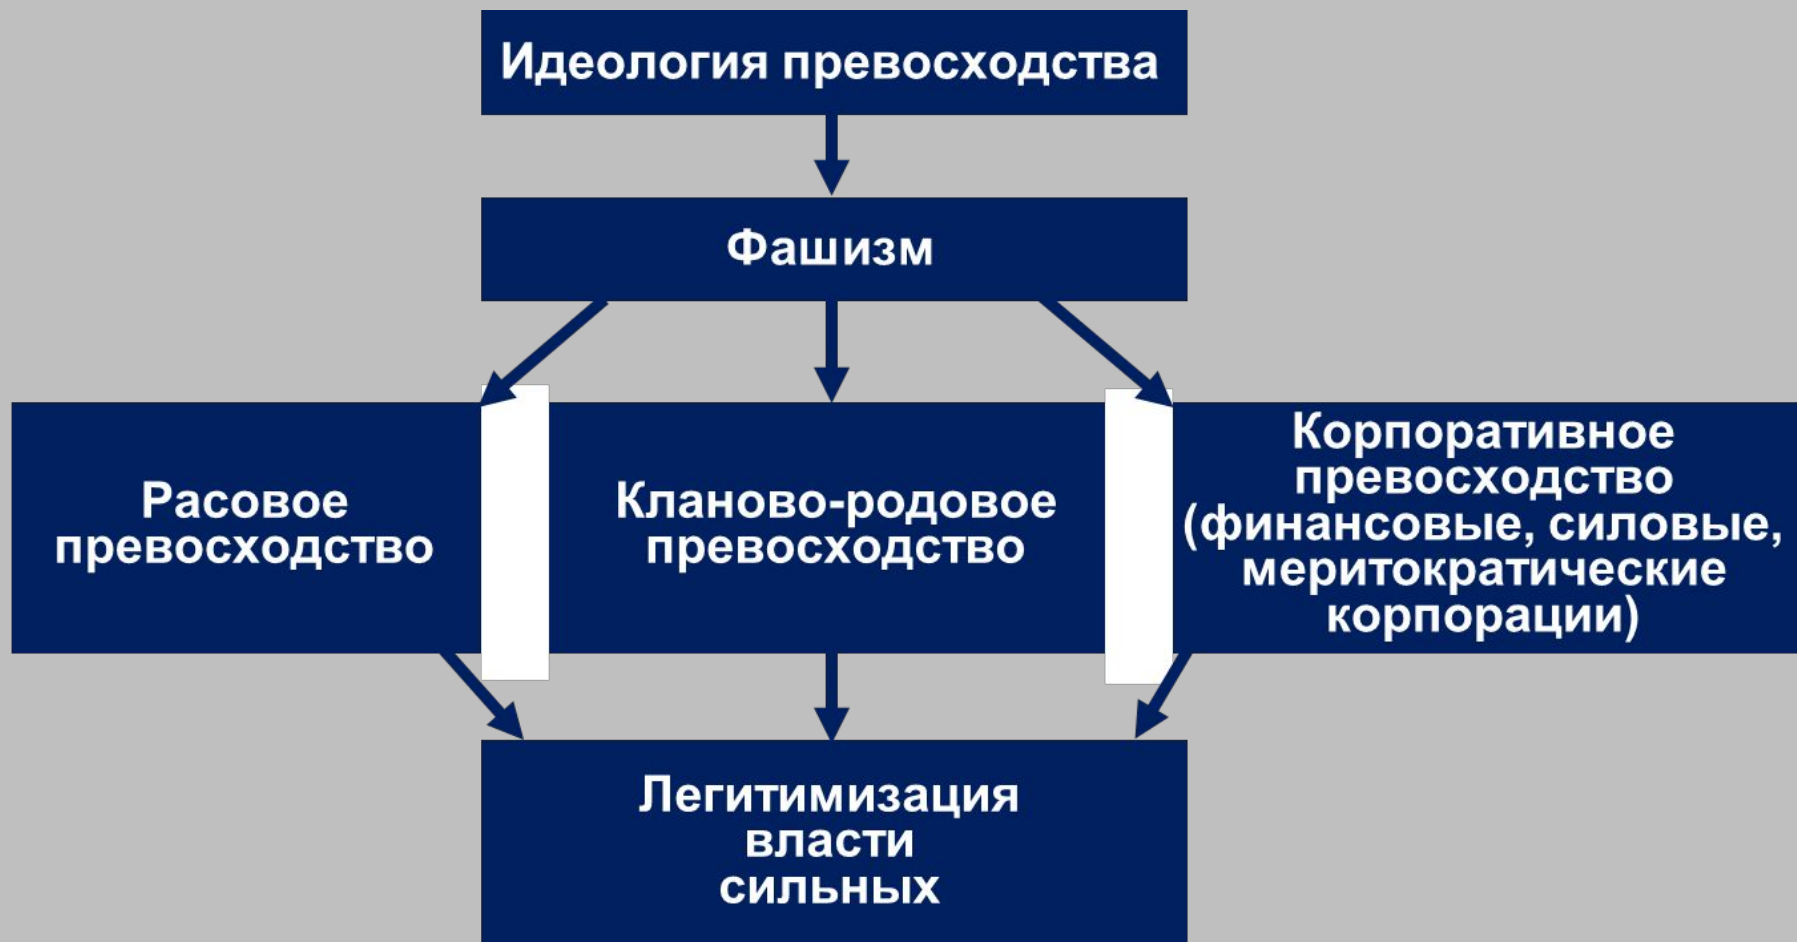 Идеология превосходства
Фашизм
Расовое
превосходство
Кланово-родовое
превосходство
Корпоративное
превосходство
(финансовые, силовые,
меритократические
корпорации)
Легитимизация
власти
сильных